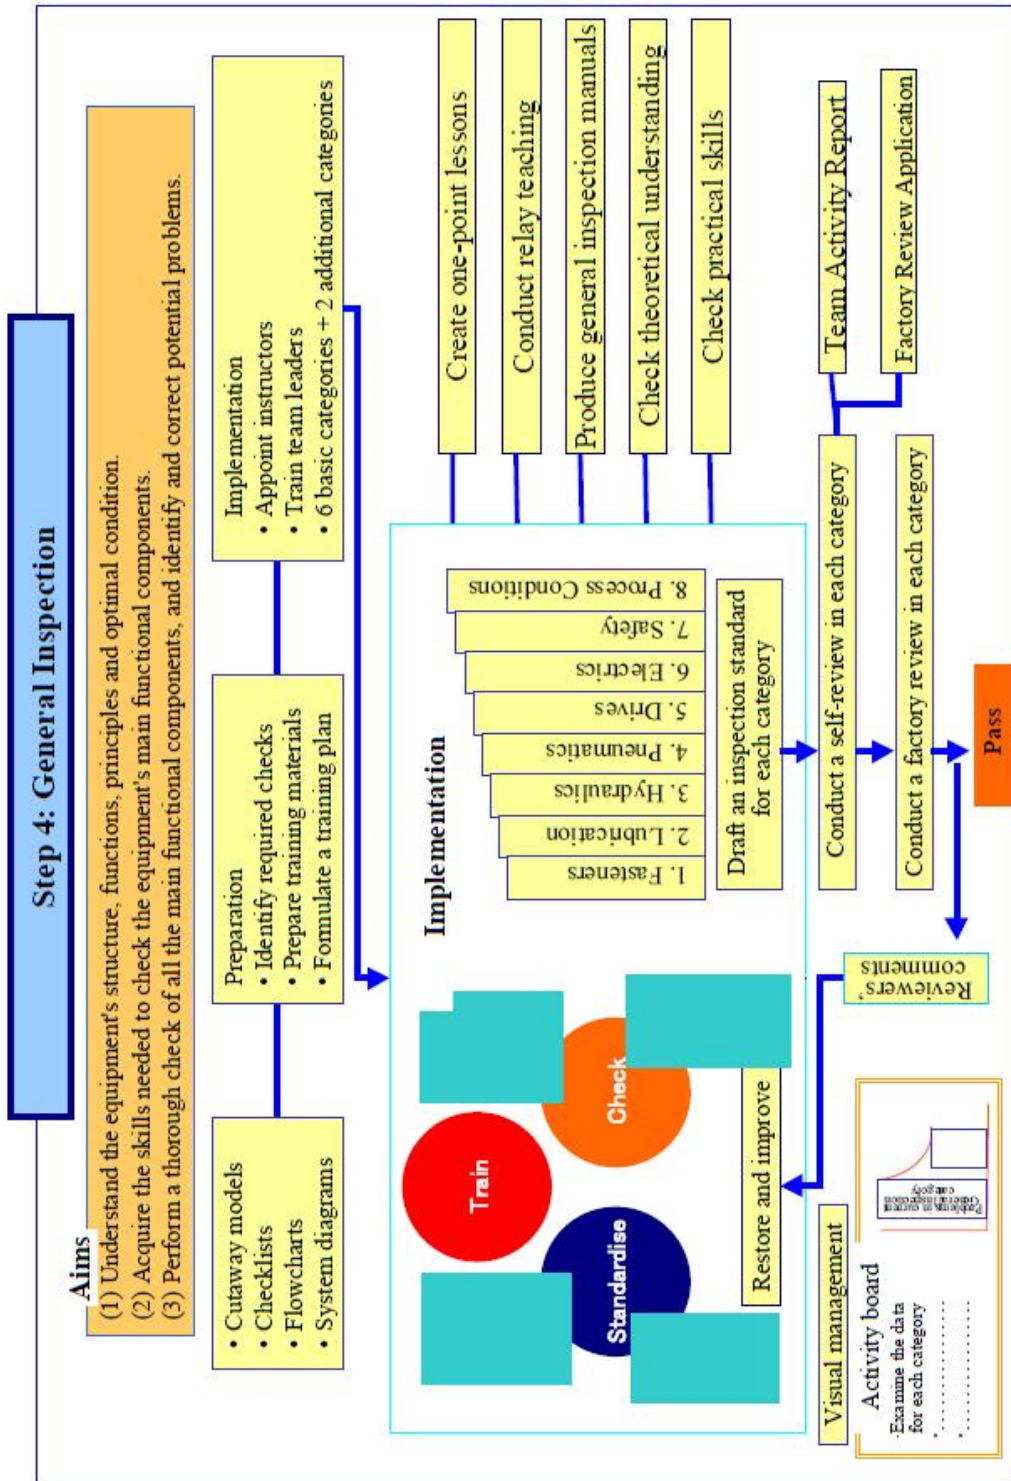 Step 4: General Inspection
Aims
(1) Understand the equipment's structure, functions, principles and optimal condition.
(2) Acquire the skills needed to check the equipment's main functional components.
(3) Perform a thorough check of all the main functional components, and identify and correct potential problems.
• Cutaway models
• Checklists
• Flowcharts
• System diagrams
Preparation
• Identify required checks
• Prepare training materials
• Formulate a training plan
Implementation
• Appoint instructors
• Train team leaders
• 6 basic categories + 2 additional categories
Implementation
Train
Check
Standardise
Restore and improve
1. Fasteners
2. Lubrication
3. Hydraulics
4. Pneumatics
5. Drives
6. Electrics
7. Safety
8. Process Conditions
Draft an inspection standard
for each category
Create one-point lessons
Conduct relay teaching
Produce general inspection manuals
Check theoretical understanding
Check practical skills
Visual management
Activity board
·Examine the data
for each category
· . . . . . . . . . . . . .
· . . . . . . . . . . . . .
Problems in current
General inspection
category
Reviewers'
comments
Conduct a self-review in each category
Conduct a factory review in each category
Team Activity Report
Factory Review Application
Pass